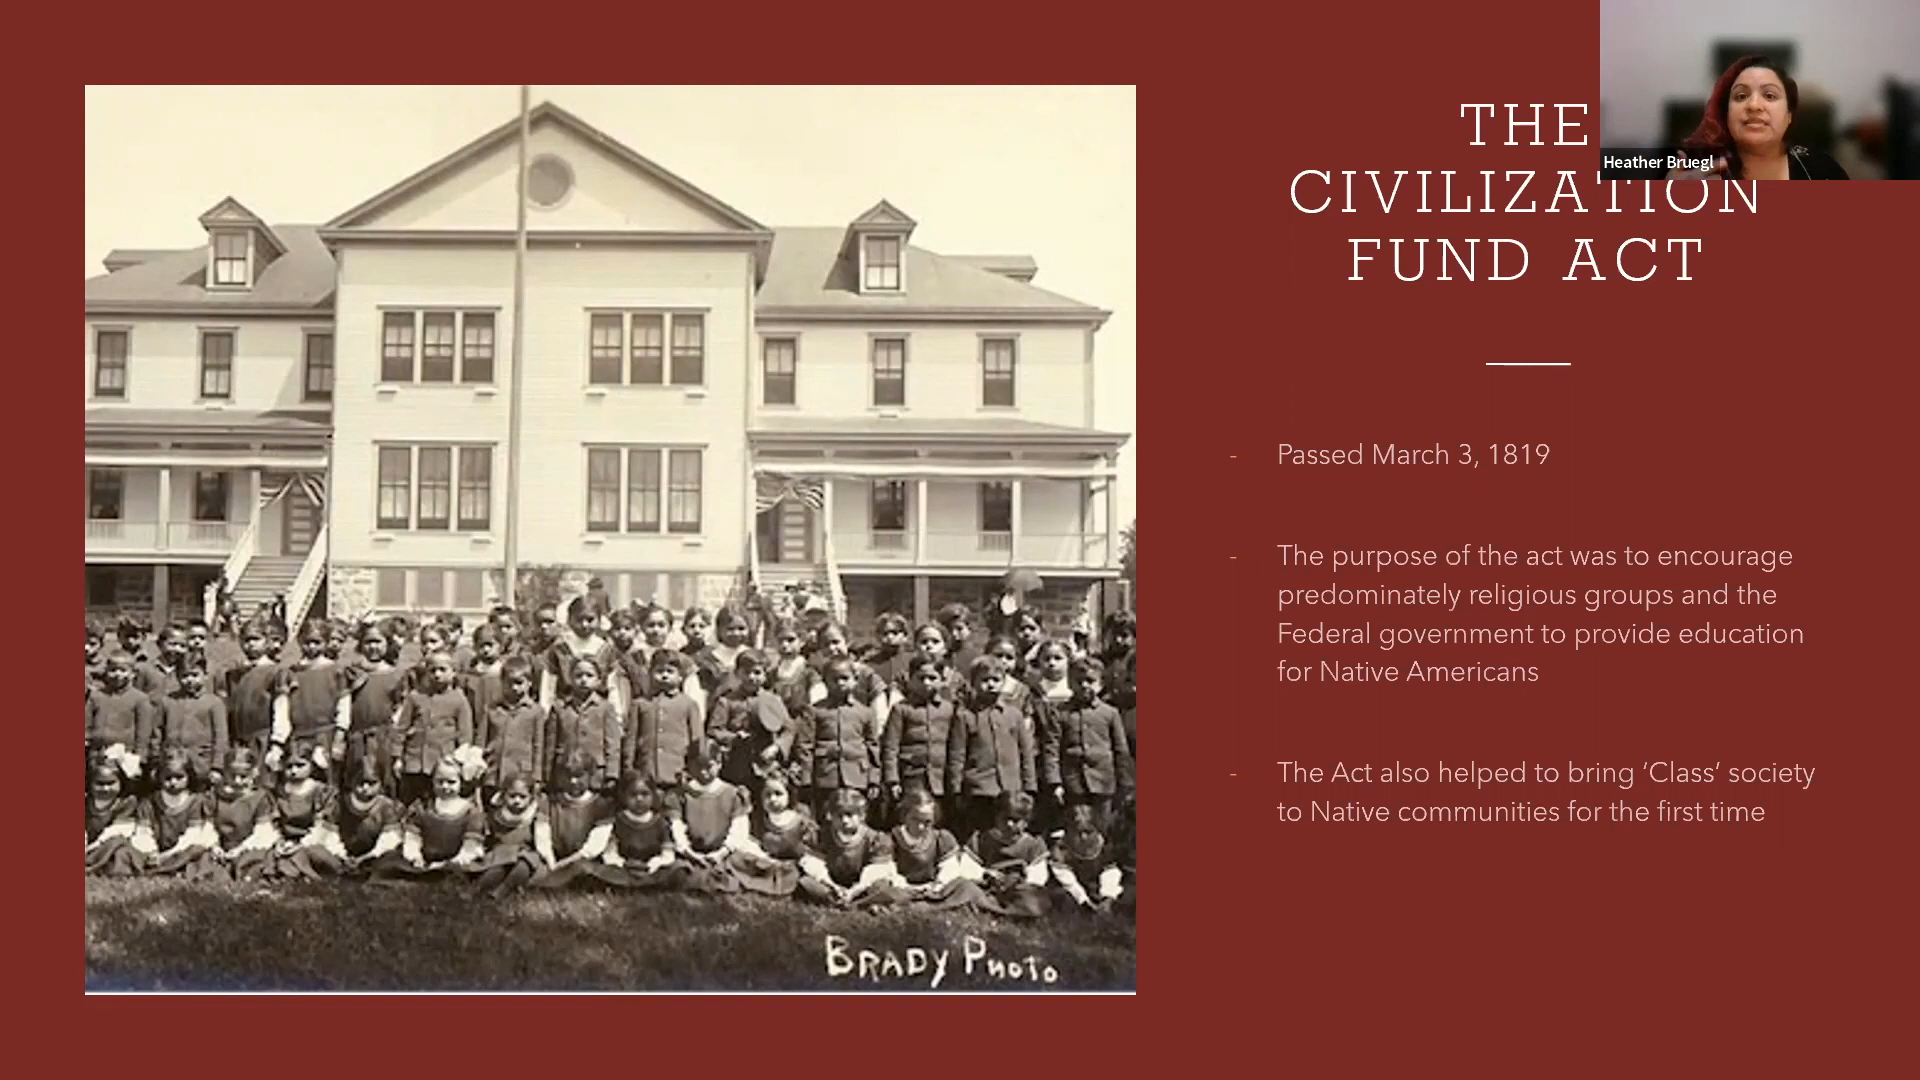 THE
CIVILIZATION
FUND ACT
Heather Bruegl
- Passed March 3, 1819
- The purpose of the act was to encourage
predominately religious groups and the
Federal government to provide education
for Native Americans
- The Act also helped to bring ‘Class’ society
to Native communities for the first time
BRADY PHOTO